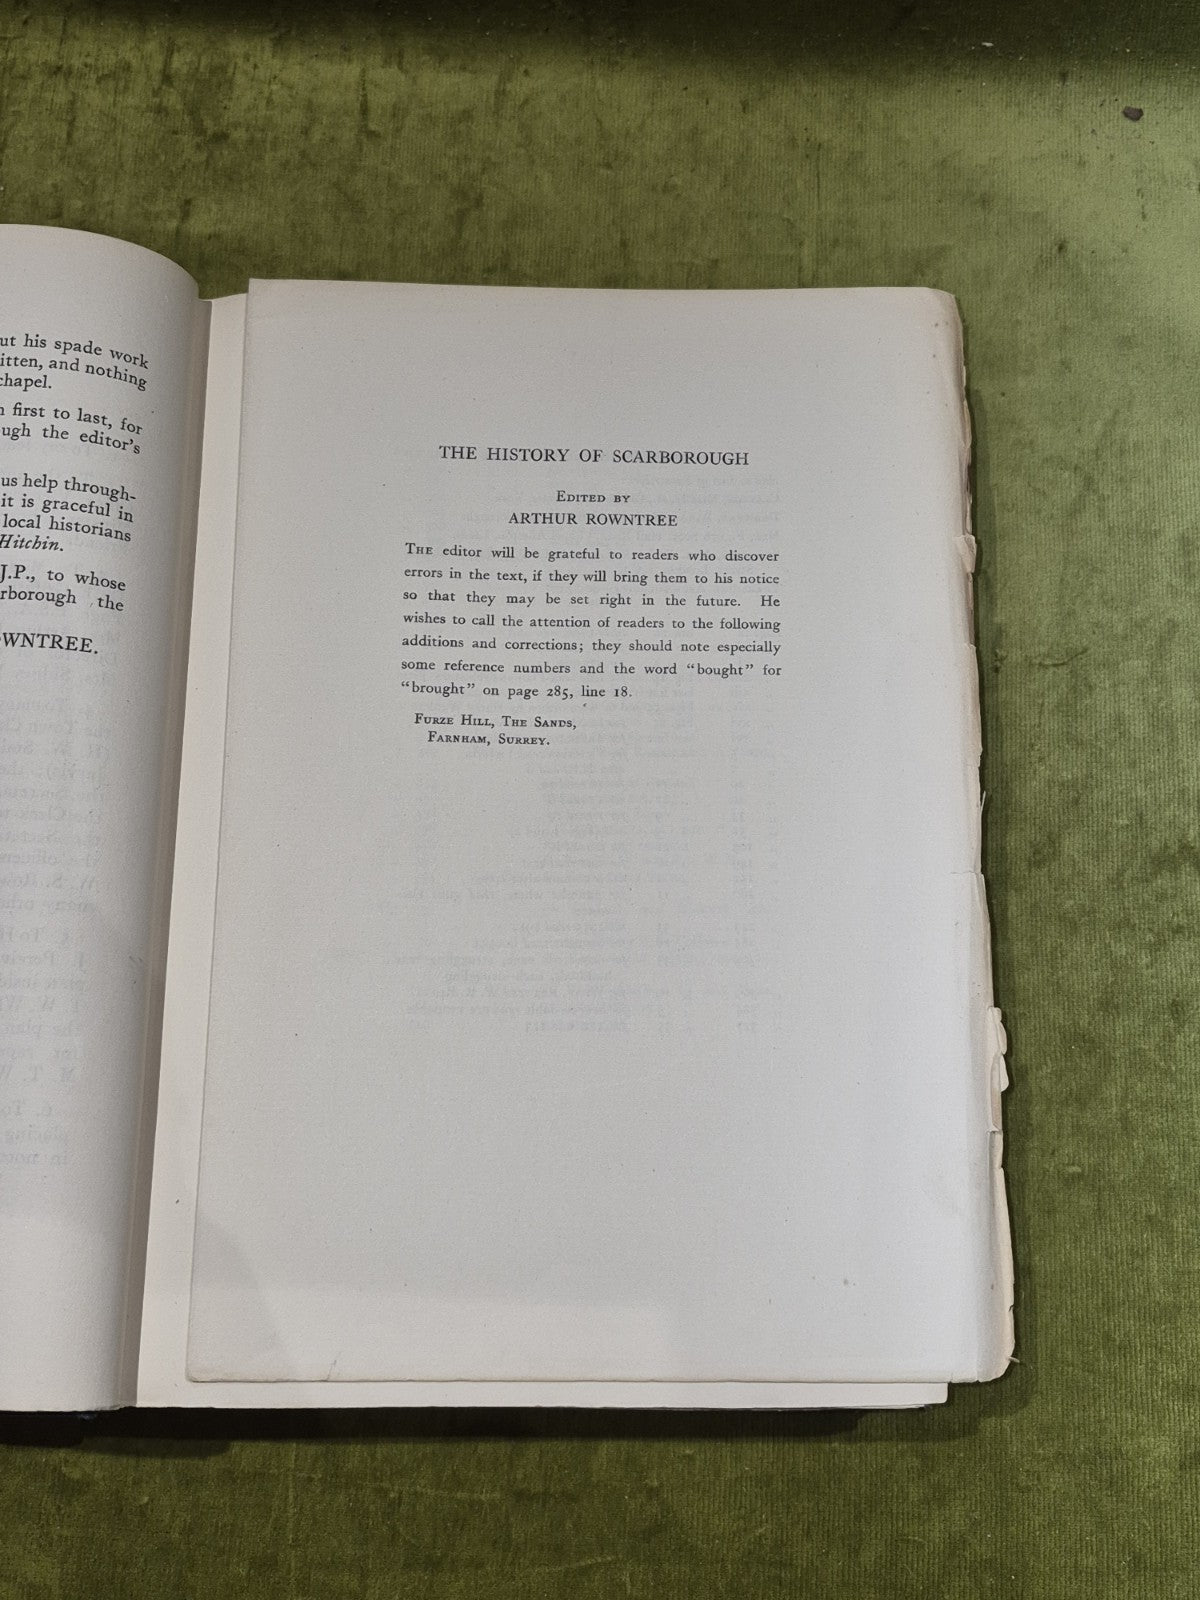 ut his spade work
itten, and nothing
chapel.
first to last, for
ugh the editor's
us help through-
it is graceful in
local historians
Hitchin.
J.P., to whose
rborough the
WNTREE.
THE HISTORY OF SCARBOROUGH
EDITED BY
ARTHUR ROWNTREE
THE editor will be grateful to readers who discover
errors in the text, if they will bring them to his notice
so that they may be set right in the future. He
wishes to call the attention of readers to the following
additions and corrections; they should note especially
some reference numbers and the word "bought" for
"brought" on page 285, line 18.
FURZE HILL, THE SANDS,
FARNHAM, SURREY.